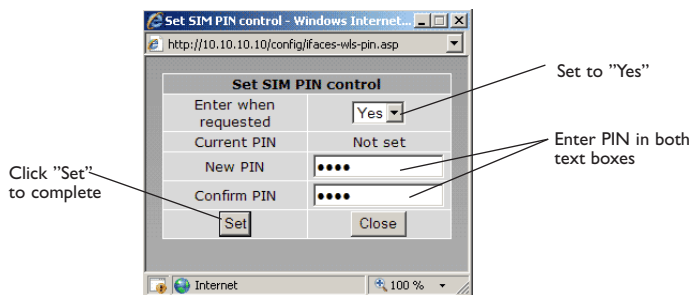 Set SIM PIN control - Windows Internet...
http://10.10.10.10/config/ifaces-wls-pin.asp
Set SIM PIN control
Enter when
requested
Yes
Set to ”Yes”
Current PIN
Not set
New PIN
••••
Enter PIN in both
text boxes
Confirm PIN
••••
Click ”Set”
to complete
Set
Close
Internet
100 %